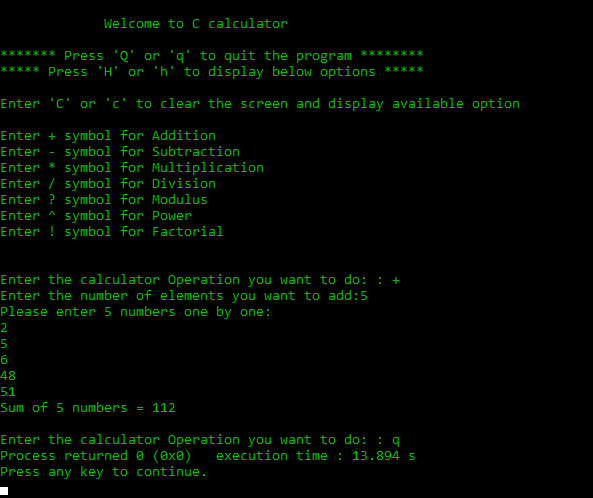 Welcome to C calculator
******* Press 'Q' or 'q' to quit the program ********
***** Press 'H' or 'h' to display below options *****
Enter 'C' or 'c' to clear the screen and display available option
Enter + symbol for Addition
Enter - symbol for Subtraction
Enter * symbol for Multiplication
Enter / symbol for Division
Enter ? symbol for Modulus
Enter ^ symbol for Power
Enter ! symbol for Factorial
Enter the calculator Operation you want to do: : +
Enter the number of elements you want to add:5
Please enter 5 numbers one by one:
2
5
6
48
51
Sum of 5 numbers = 112
Enter the calculator Operation you want to do: : q
Process returned 0 (0x0)   execution time : 13.894 s
Press any key to continue.